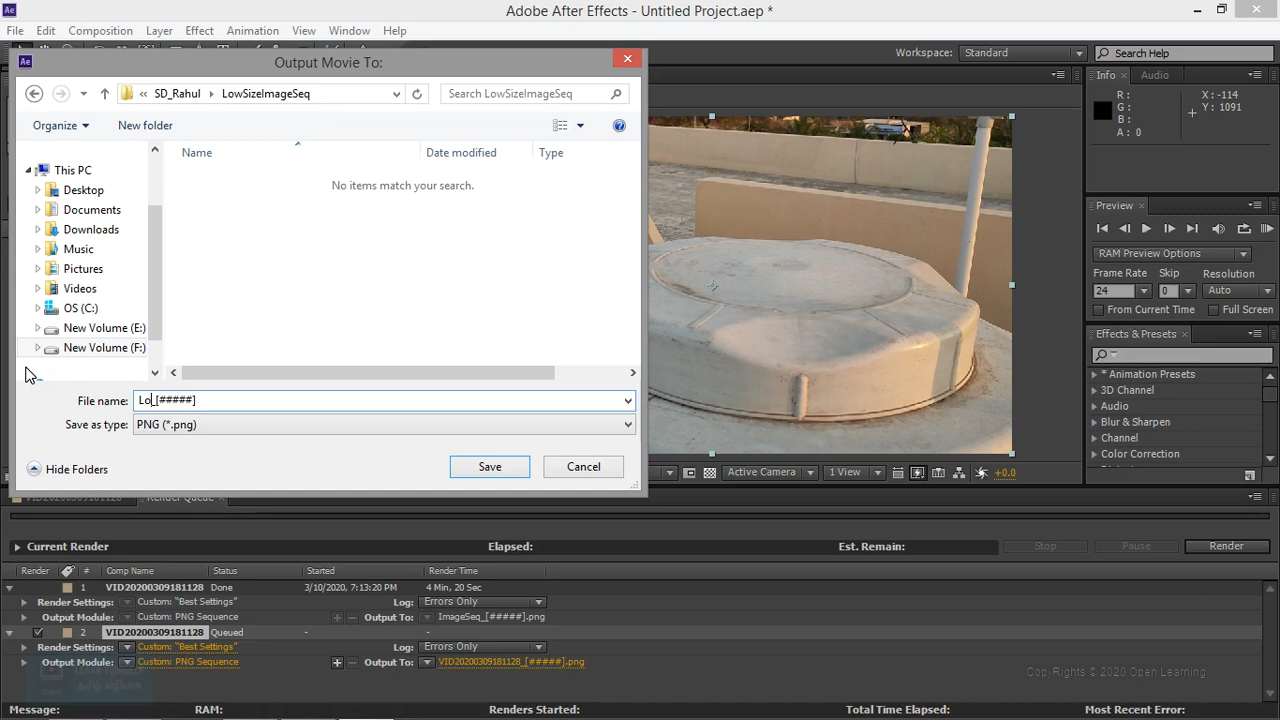 Adobe After Effects - Untitled Project.aep *
File Edit Composition Layer Effect Animation View Window Help
Workspace: Standard Search Help
Output Movie To:
SD_Rahul LowSizeImageSeq Search LowSizeImageSeq
Organize New folder
Name Date modified Type
No items match your search.
This PC
Desktop
Documents
Downloads
Music
Pictures
Videos
OS (C:)
New Volume (E:)
New Volume (F:)
File name: Lo_[#####]
Save as type: PNG (*.png)
Hide Folders Save Cancel
Info Audio
R: X: -114
G: Y: 1091
B:
A: 0
Preview
RAM Preview Options
Frame Rate Skip Resolution
24 0 Auto
From Current Time Full Screen
Effects & Presets
* Animation Presets
3D Channel
Audio
Blur & Sharpen
Channel
Color Correction
Active Camera 1 View +0.0
VID20200309181128 Render Queue
Current Render Elapsed: Est. Remain: Stop Pause Render
Render # Comp Name Status Started Render Time
1 VID20200309181128 Done 3/10/2020, 7:13:20 PM 4 Min, 20 Sec
Render Settings: Custom: "Best Settings" Log: Errors Only
Output Module: Custom: PNG Sequence Output To: ImageSeq_[#####].png
2 VID20200309181128 Queued - -
Render Settings: Custom: "Best Settings" Log: Errors Only
Output Module: Custom: PNG Sequence Output To: VID20200309181128_[#####].png
Copy Rights © 2020 Open Learning
Message: RAM: Renders Started: Total Time Elapsed: Most Recent Error: